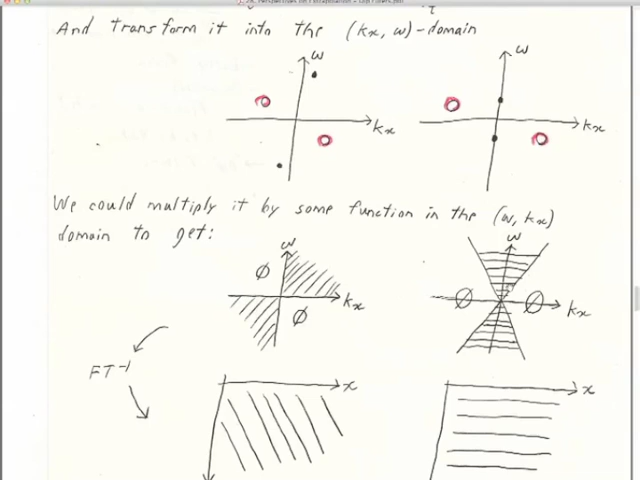 And transform it into the (kx, ω)-domain
ω
ω
kx
kx
We could multiply it by some function in the (ω, kx)
domain to get:
ω
ω
φ
kx
φ
kx
FT⁻¹
x
x